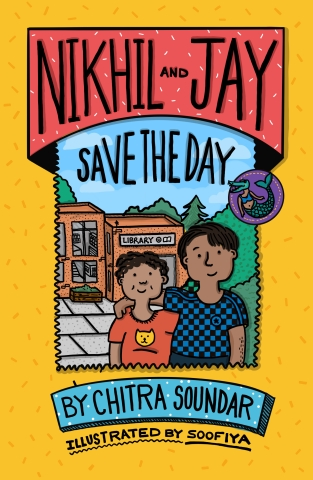 NIKHIL AND JAY
SAVE THE DAY
LIBRARY
BY CHITRA SOUNDAR
ILLUSTRATED BY SOOFIYA